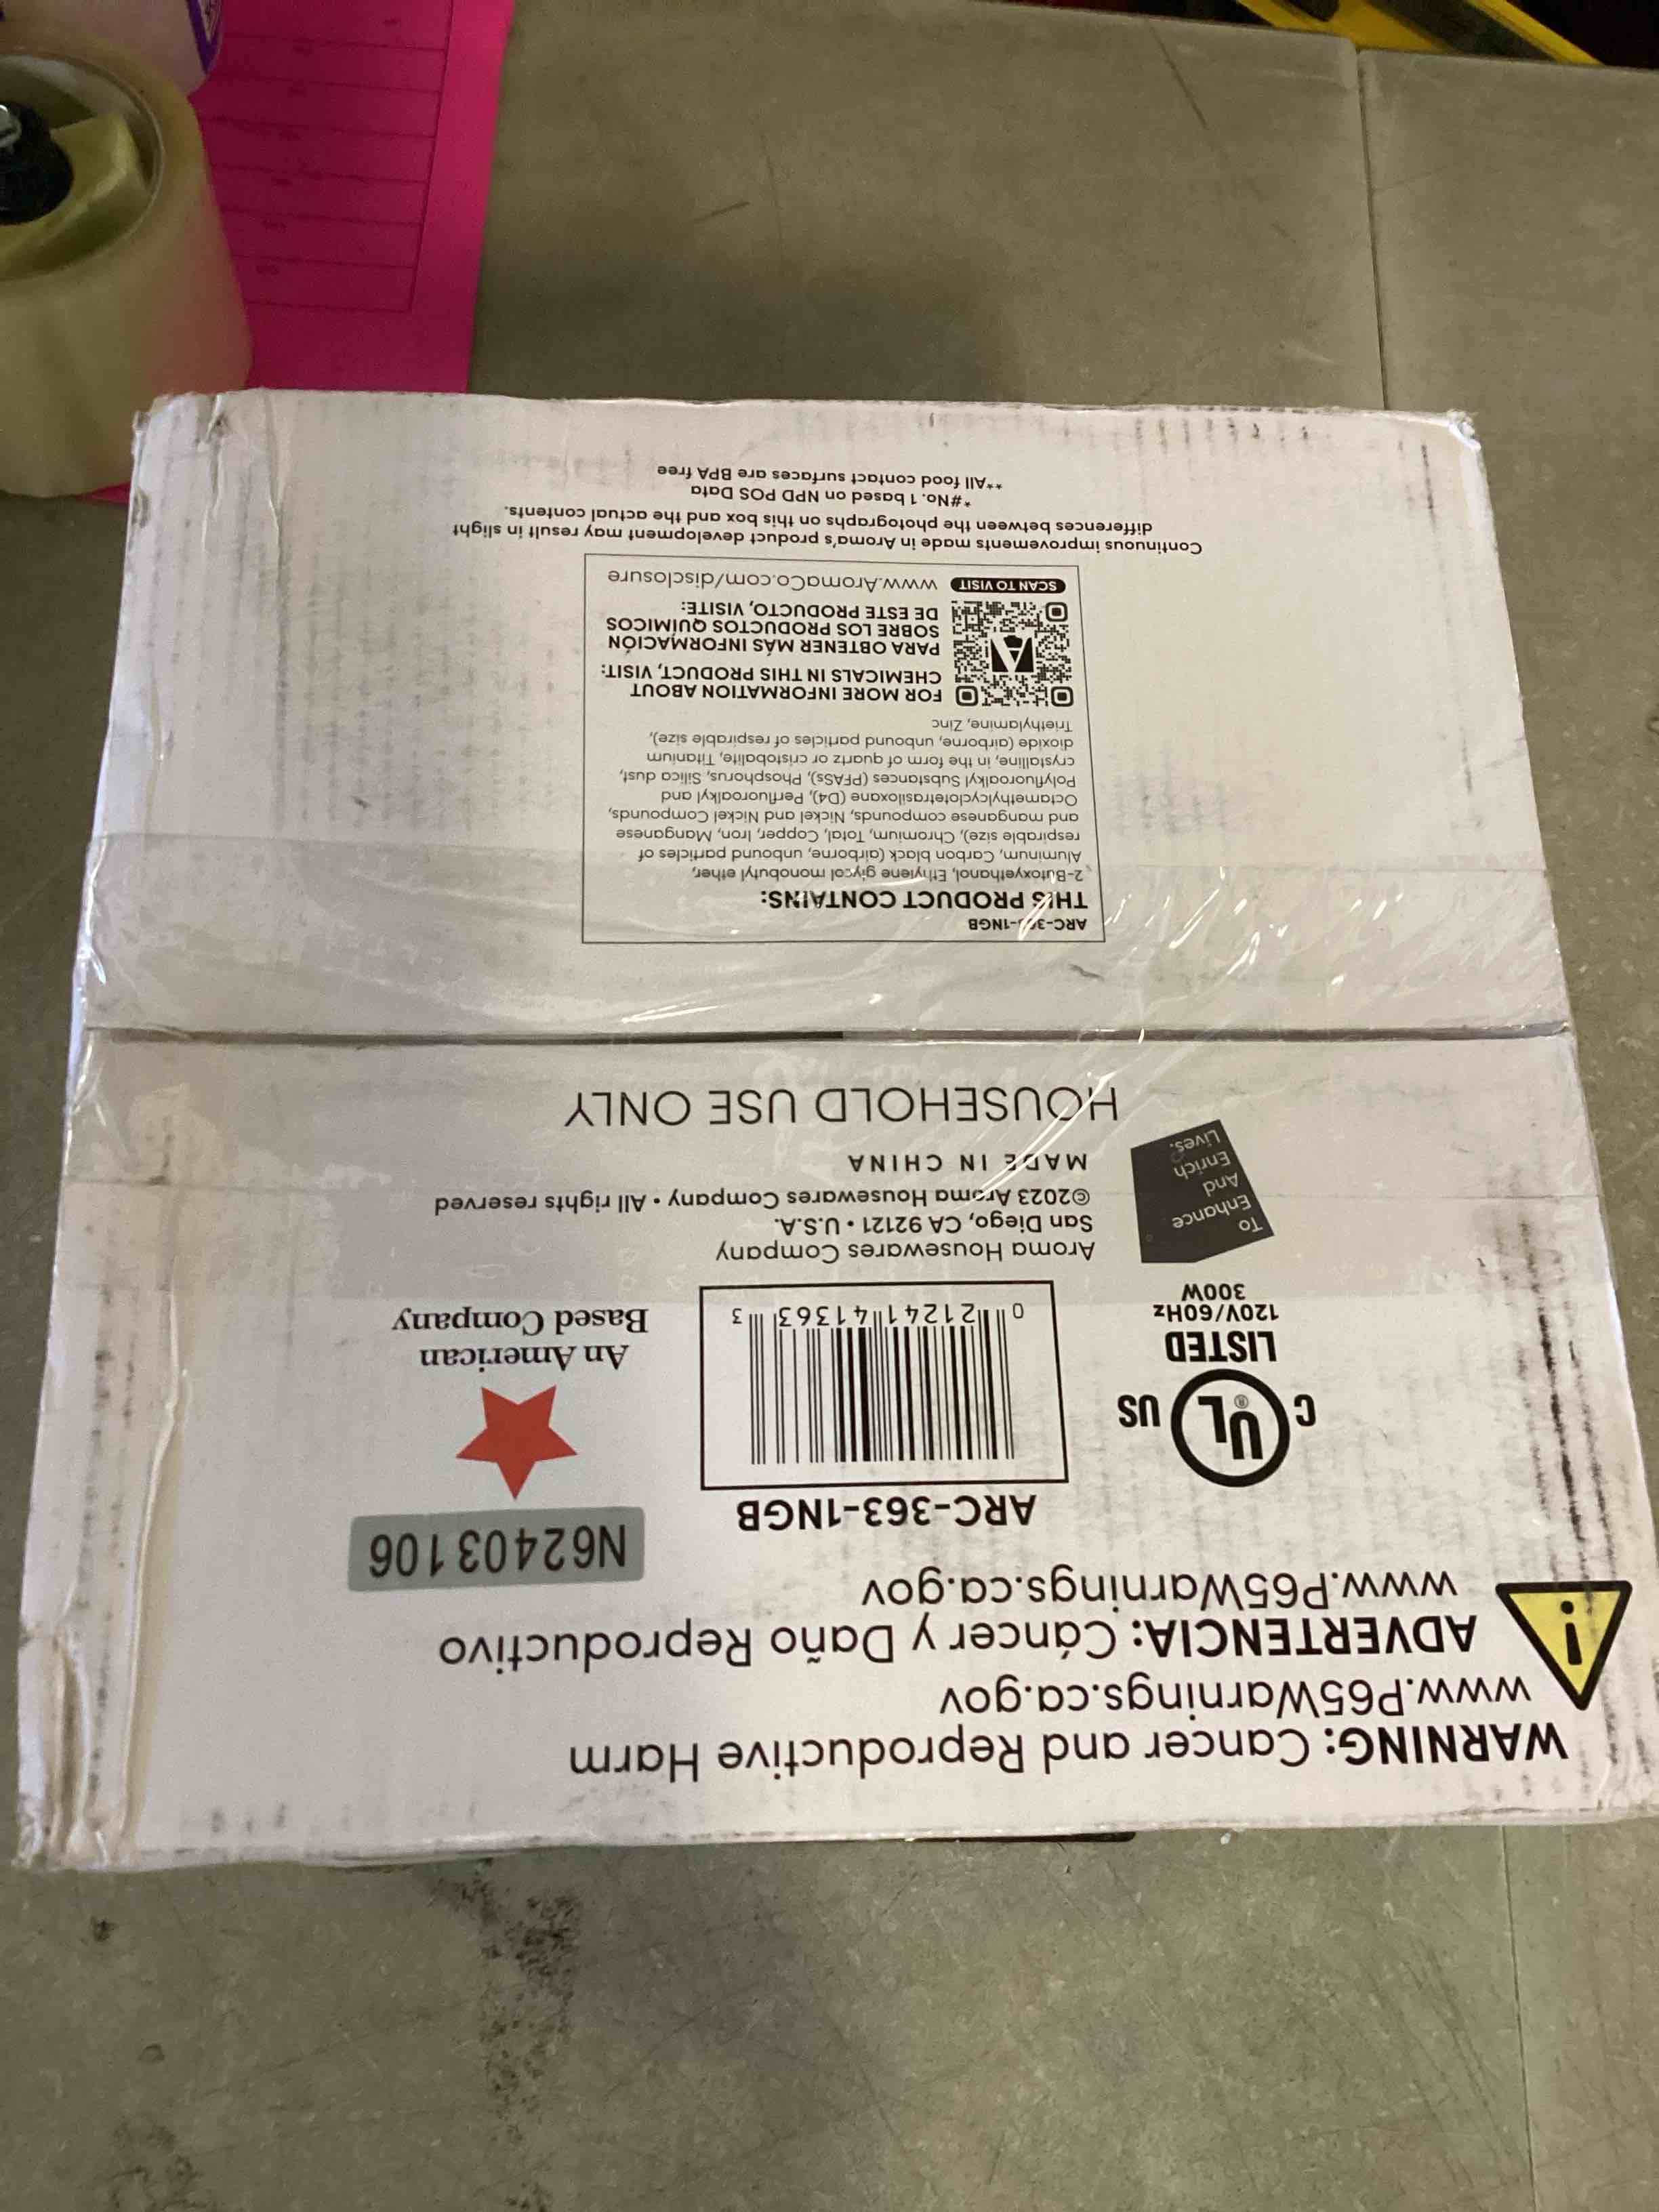 WARNING: Cancer and Reproductive Harm
www.P65Warnings.ca.gov
ADVERTENCIA: Cáncer y Daño Reproductivo
www.P65Warnings.ca.gov
N62403106
ARC-363-1NGB
C UL® US
LISTED
120V/60Hz
300W
0 21241 41363 3
An American
Based Company
To
Enhance
And
Enrich
Lives.
Aroma Housewares Company
San Diego, CA 92121 • U.S.A.
©2023 Aroma Housewares Company • All rights reserved
MADE IN CHINA
HOUSEHOLD USE ONLY
ARC-363-1NGB
THIS PRODUCT CONTAINS:
2-Butoxyethanol, Ethylene glycol monobutyl ether,
Aluminum, Carbon black (airborne, unbound particles of
respirable size), Chromium, Total, Copper, Iron, Manganese
and manganese compounds, Nickel and Nickel Compounds,
Octamethylcyclotetrasiloxane (D4), Perfluoroalkyl and
Polyfluoroalkyl Substances (PFASs), Phosphorus, Silica dust,
crystalline, in the form of quartz or cristobalite, Titanium
dioxide (airborne, unbound particles of respirable size),
Triethylamine, Zinc
FOR MORE INFORMATION ABOUT
CHEMICALS IN THIS PRODUCT, VISIT:
PARA OBTENER MÁS INFORMACIÓN
SOBRE LOS PRODUCTOS QUÍMICOS
DE ESTE PRODUCTO, VISITE:
SCAN TO VISIT www.AromaCo.com/disclosure
Continuous improvements made in Aroma's product development may result in slight
differences between the photographs on this box and the actual contents.
*#No. 1 based on NPD POS Data
**All food contact surfaces are BPA free